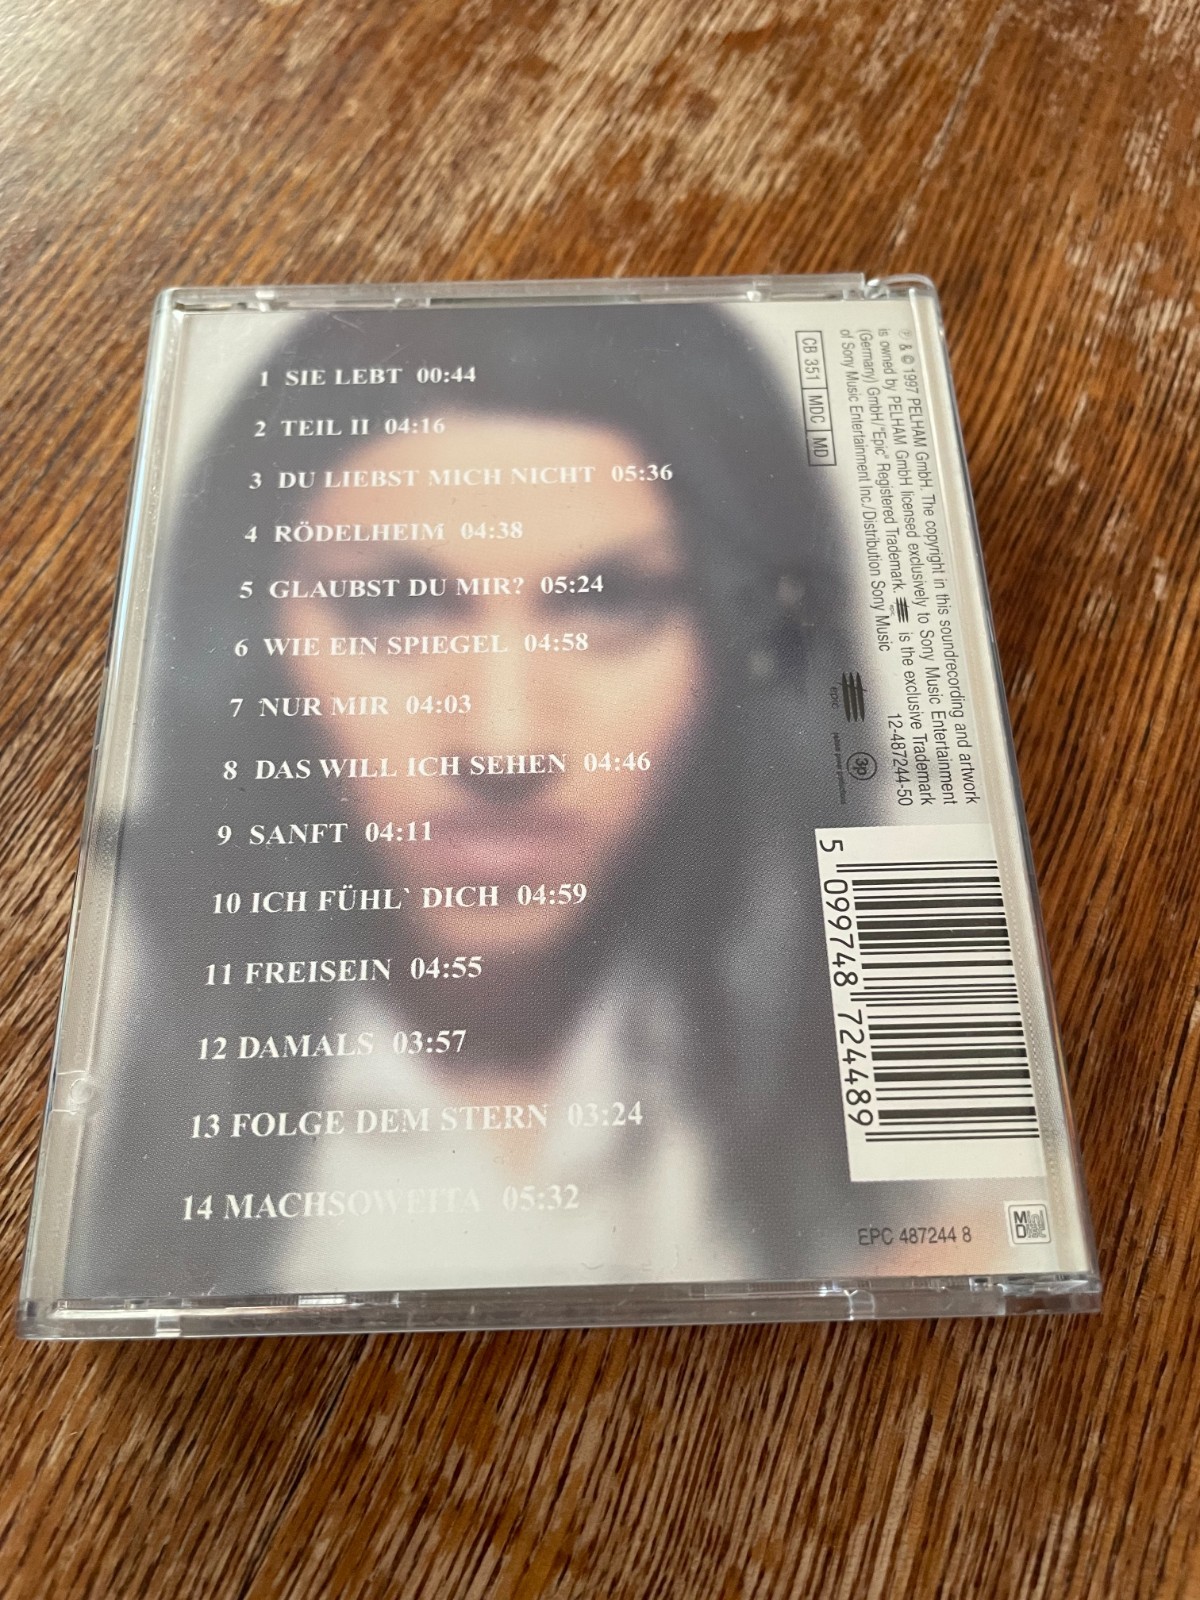 1 SIE LEBT 00:44
2 TEIL II 04:16
3 DU LIEBST MICH NICHT 05:36
4 RÖDELHEIM 04:38
5 GLAUBST DU MIR? 05:24
6 WIE EIN SPIEGEL 04:58
7 NUR MIR 04:03
8 DAS WILL ICH SEHEN 04:46
9 SANFT 04:11
10 ICH FÜHL` DICH 04:59
11 FREISEIN 04:55
12 DAMALS 03:57
13 FOLGE DEM STERN 03:24
14 MACHSOWEITA 05:32
CB 351 MDC MD
℗ & © 1997 PELHAM GmbH. The copyright in this soundrecording and artwork
is owned by PELHAM GmbH licensed exclusively to Sony Music Entertainment
(Germany) GmbH/"Epic" Registered Trademark. epic is the exclusive Trademark
of Sony Music Entertainment Inc./Distribution Sony Music
12-487244-50
epic
3p
5 099748 724489
EPC 487244 8
Mini Disc